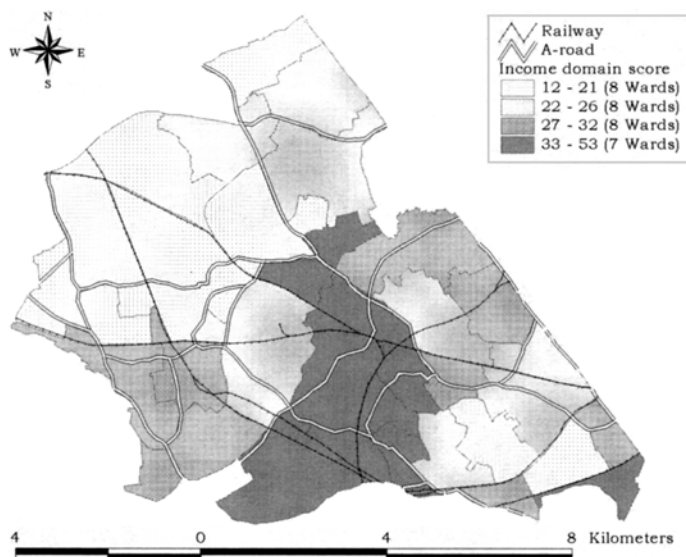 N
W E
S
Railway
A-road
Income domain score
12 - 21 (8 Wards)
22 - 26 (8 Wards)
27 - 32 (8 Wards)
33 - 53 (7 Wards)
4 0 4 8 Kilometers